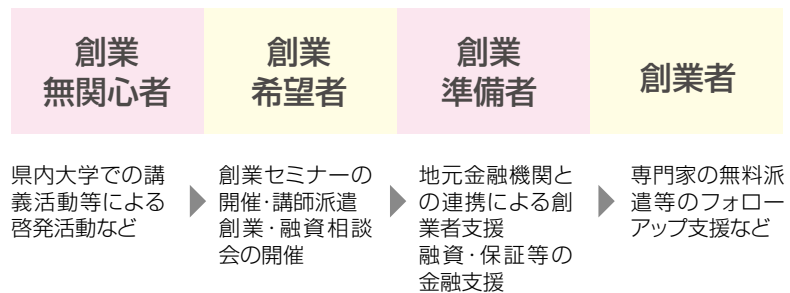 創業
無関心者
創業
希望者
創業
準備者
創業者
県内大学での講
義活動等による
啓発活動など
創業セミナーの
開催・講師派遣
創業・融資相談
会の開催
地元金融機関と
の連携による創
業者支援
融資・保証等の
金融支援
専門家の無料派
遣等のフォロー
アップ支援など